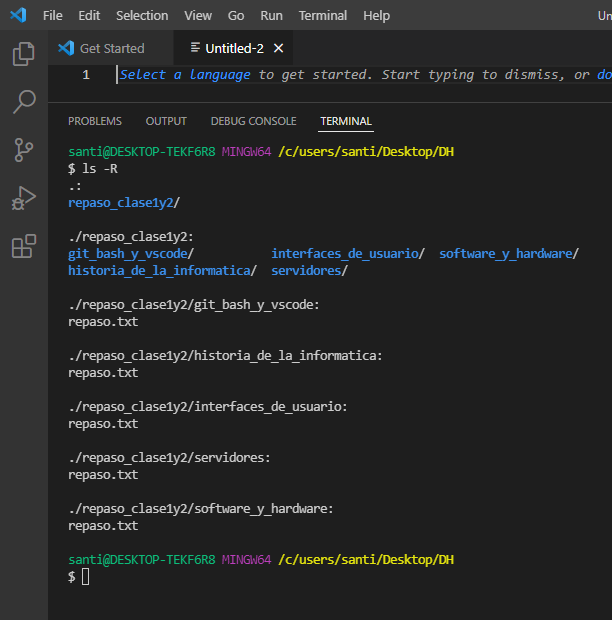 File Edit Selection View Go Run Terminal Help Un
Get Started Untitled-2
1 Select a language to get started. Start typing to dismiss, or do
PROBLEMS OUTPUT DEBUG CONSOLE TERMINAL
santi@DESKTOP-TEKF6R8 MINGW64 /c/users/santi/Desktop/DH
$ ls -R
.:
repaso_clase1y2/
./repaso_clase1y2:
git_bash_y_vscode/ interfaces_de_usuario/ software_y_hardware/
historia_de_la_informatica/ servidores/
./repaso_clase1y2/git_bash_y_vscode:
repaso.txt
./repaso_clase1y2/historia_de_la_informatica:
repaso.txt
./repaso_clase1y2/interfaces_de_usuario:
repaso.txt
./repaso_clase1y2/servidores:
repaso.txt
./repaso_clase1y2/software_y_hardware:
repaso.txt
santi@DESKTOP-TEKF6R8 MINGW64 /c/users/santi/Desktop/DH
$